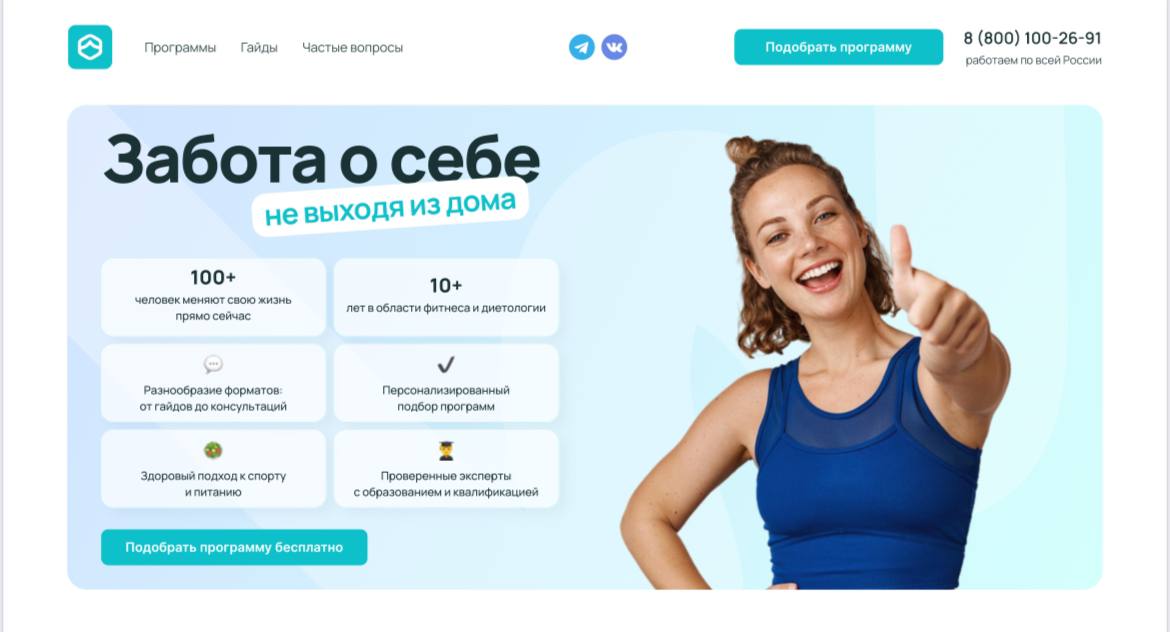 Программы
Гайды
Частые вопросы
Подобрать программу
8 (800) 100-26-91
работаем по всей России
Забота о себе
не выходя из дома
100+
человек меняют свою жизнь
прямо сейчас
10+
лет в области фитнеса и диетологии
Разнообразие форматов:
от гайдов до консультаций
Персонализированный
подбор программ
Здоровый подход к спорту
и питанию
Проверенные эксперты
с образованием и квалификацией
Подобрать программу бесплатно